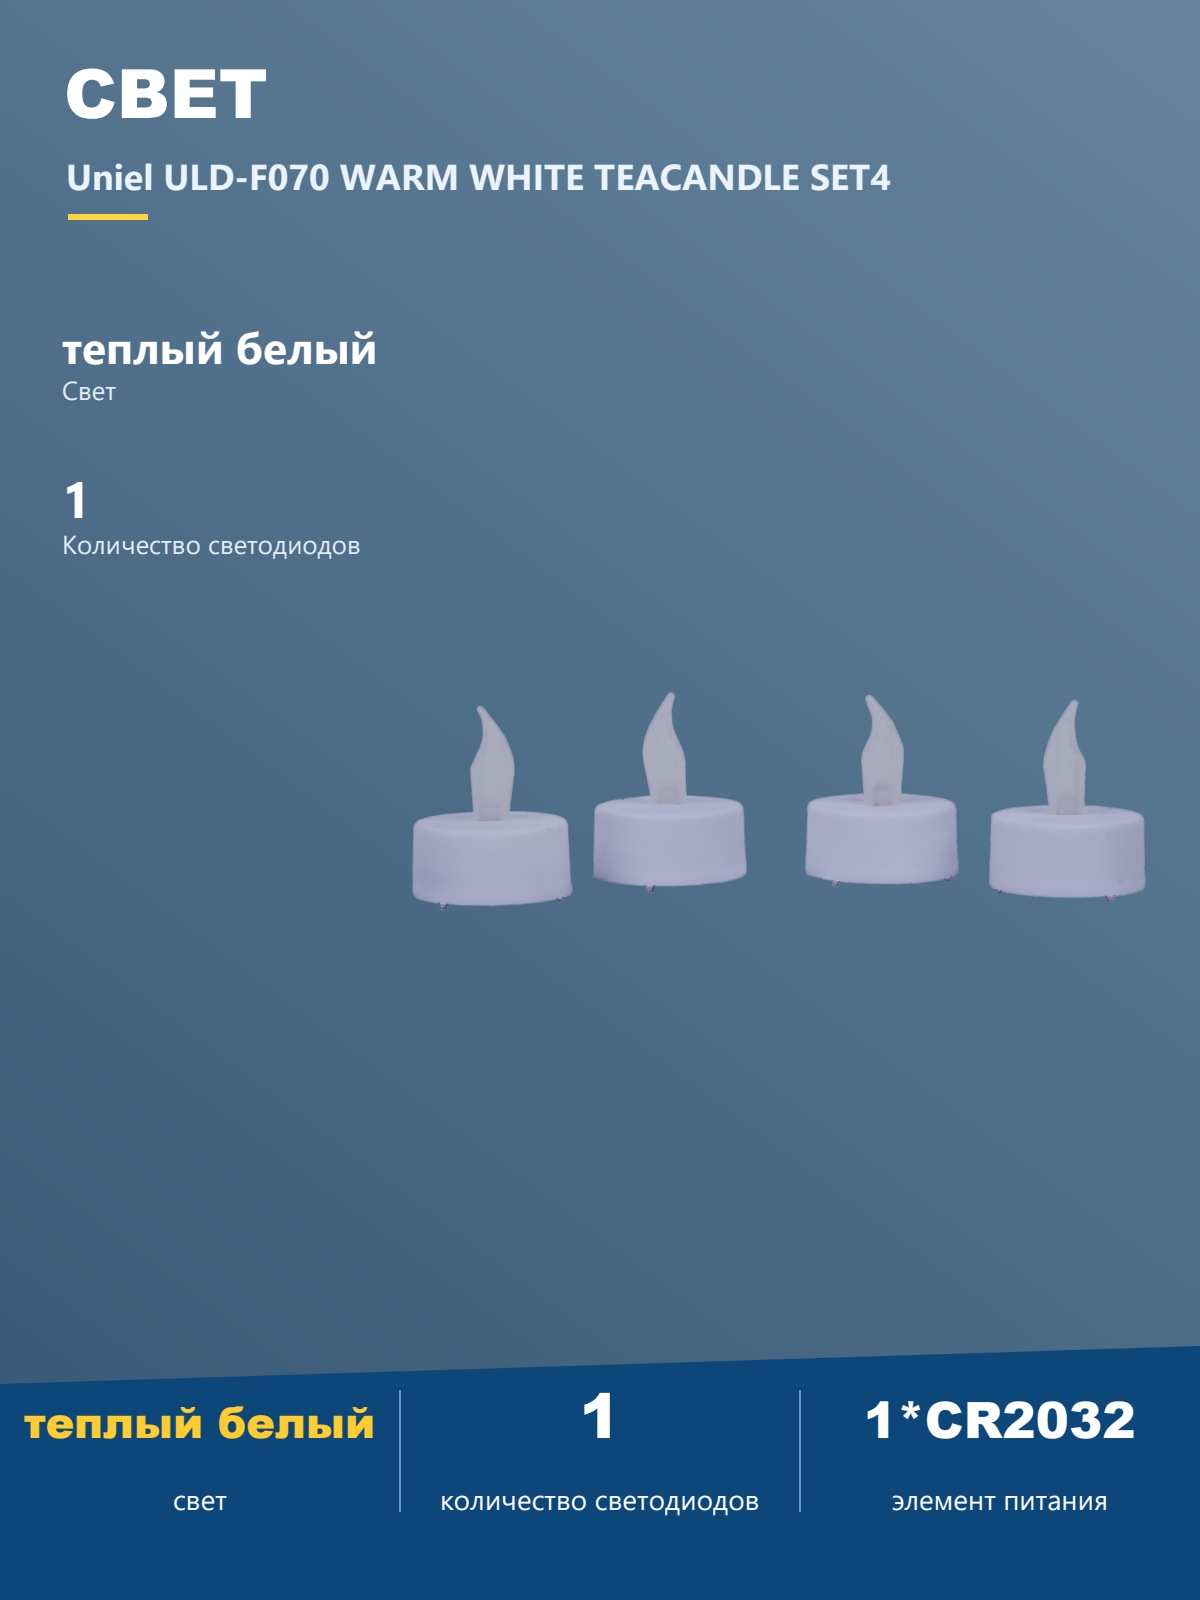 СВЕТ
Uniel ULD-F070 WARM WHITE TEACANDLE SET4
теплый белый
Свет
1
Количество светодиодов
теплый белый
свет
1
количество светодиодов
1*CR2032
элемент питания